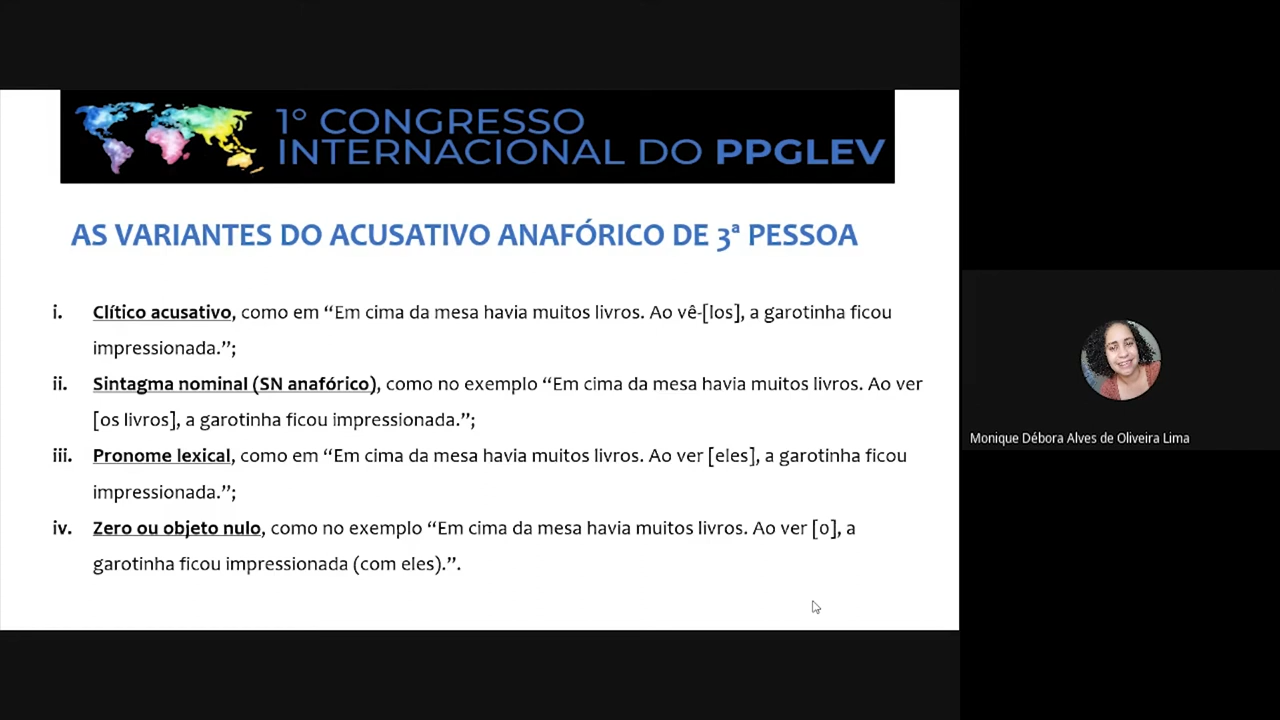 1º CONGRESSO
INTERNACIONAL DO PPGLEV
AS VARIANTES DO ACUSATIVO ANAFÓRICO DE 3ª PESSOA
i. Clítico acusativo, como em “Em cima da mesa havia muitos livros. Ao vê-[los], a garotinha ficou
impressionada.”;
ii. Sintagma nominal (SN anafórico), como no exemplo “Em cima da mesa havia muitos livros. Ao ver
[os livros], a garotinha ficou impressionada.”;
iii. Pronome lexical, como em “Em cima da mesa havia muitos livros. Ao ver [eles], a garotinha ficou
impressionada.”;
iv. Zero ou objeto nulo, como no exemplo “Em cima da mesa havia muitos livros. Ao ver [o], a
garotinha ficou impressionada (com eles).”.
Monique Débora Alves de Oliveira Lima